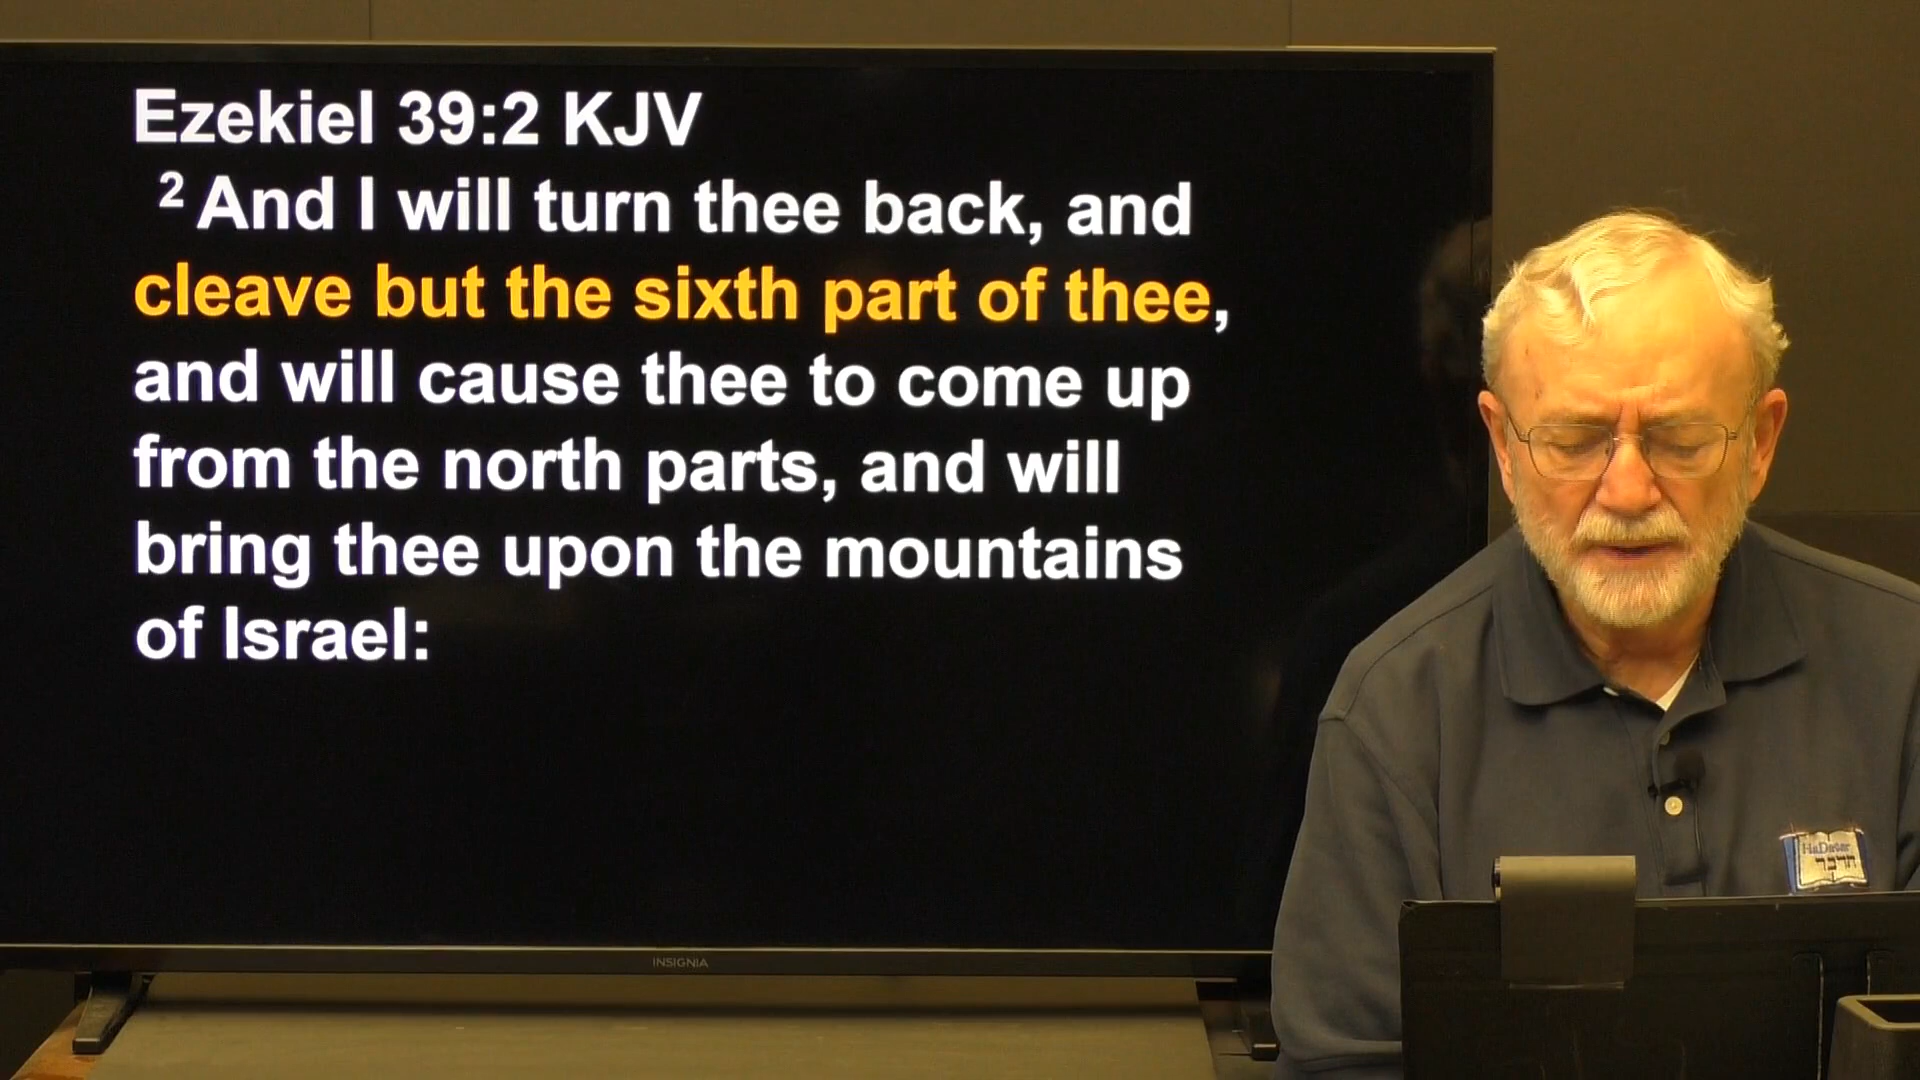 Ezekiel 39:2 KJV
2 And I will turn thee back, and
cleave but the sixth part of thee,
and will cause thee to come up
from the north parts, and will
bring thee upon the mountains
of Israel:
INSIGNIA
HaDavar
הדבר